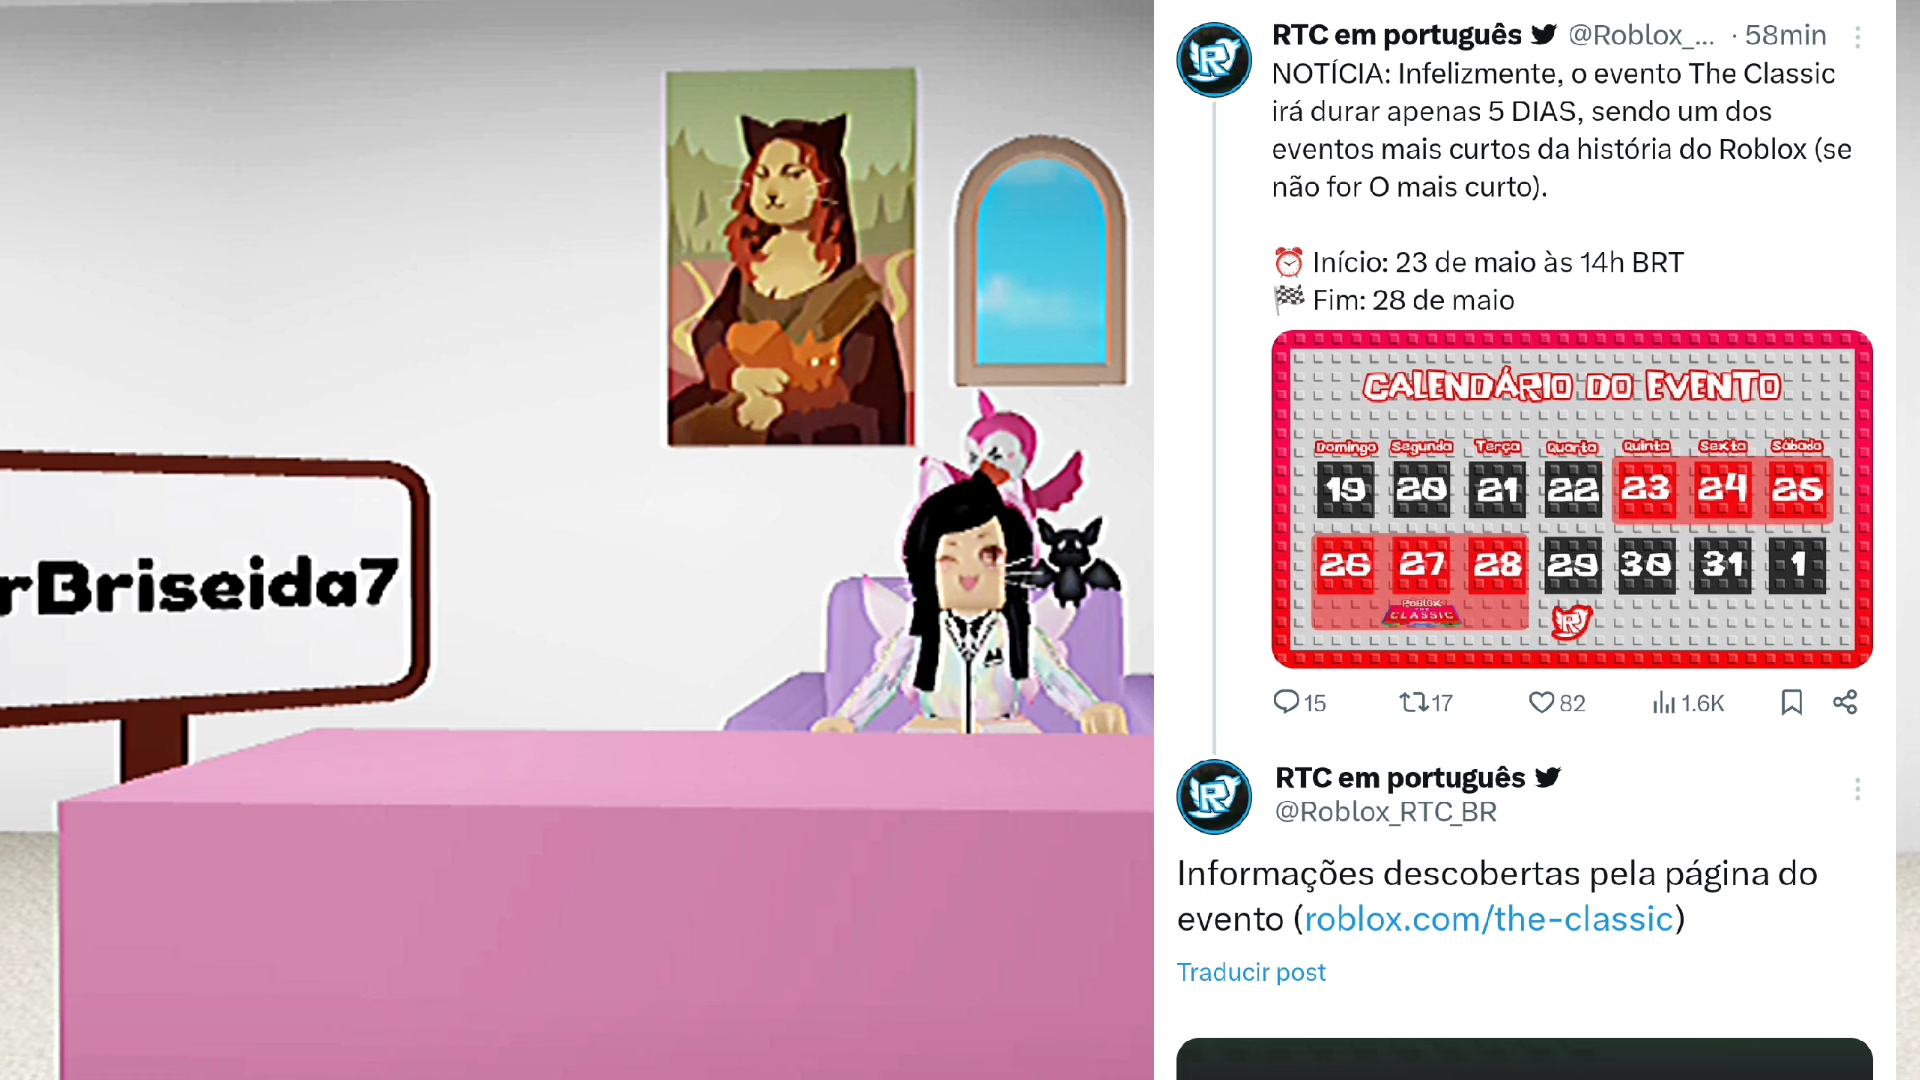 rBriseida7
RTC em português @Roblox_... · 58min
NOTÍCIA: Infelizmente, o evento The Classic
irá durar apenas 5 DIAS, sendo um dos
eventos mais curtos da história do Roblox (se
não for O mais curto).
⏰ Início: 23 de maio às 14h BRT
🏁 Fim: 28 de maio
CALENDÁRIO DO EVENTO
Domingo Segunda Terça Quarta Quinta Sexta Sábado
19 20 21 22 23 24 25
26 27 28 29 30 31 1
ROBLOX
CLASSIC
15 17 82 1.6K
RTC em português
@Roblox_RTC_BR
Informações descobertas pela página do
evento (roblox.com/the-classic)
Traducir post